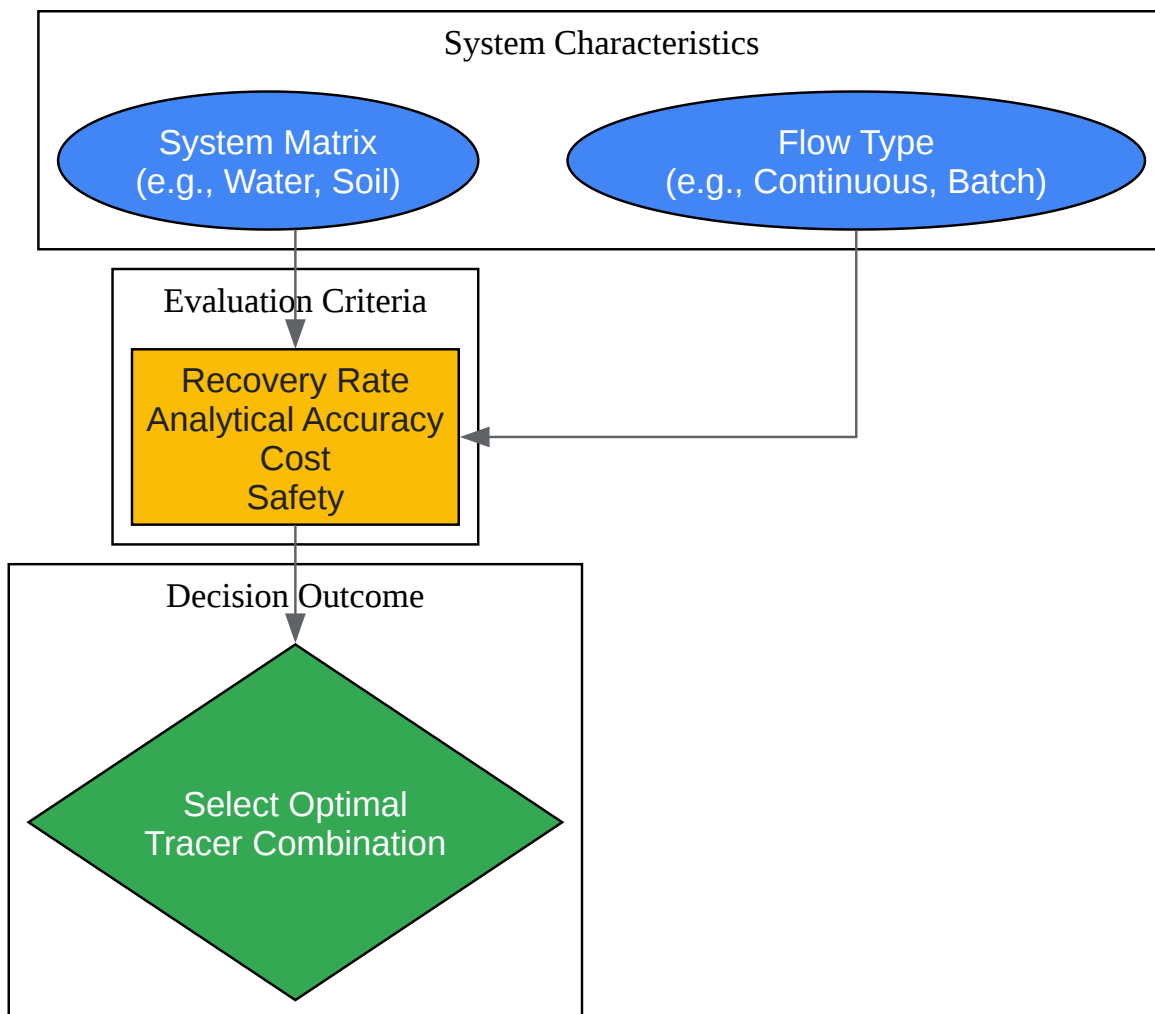 System Characteristics
System Matrix
(e.g., Water, Soil)
Flow Type
(e.g., Continuous, Batch)
Evaluation Criteria
Recovery Rate
Analytical Accuracy
Cost
Safety
Decision Outcome
Select Optimal
Tracer Combination